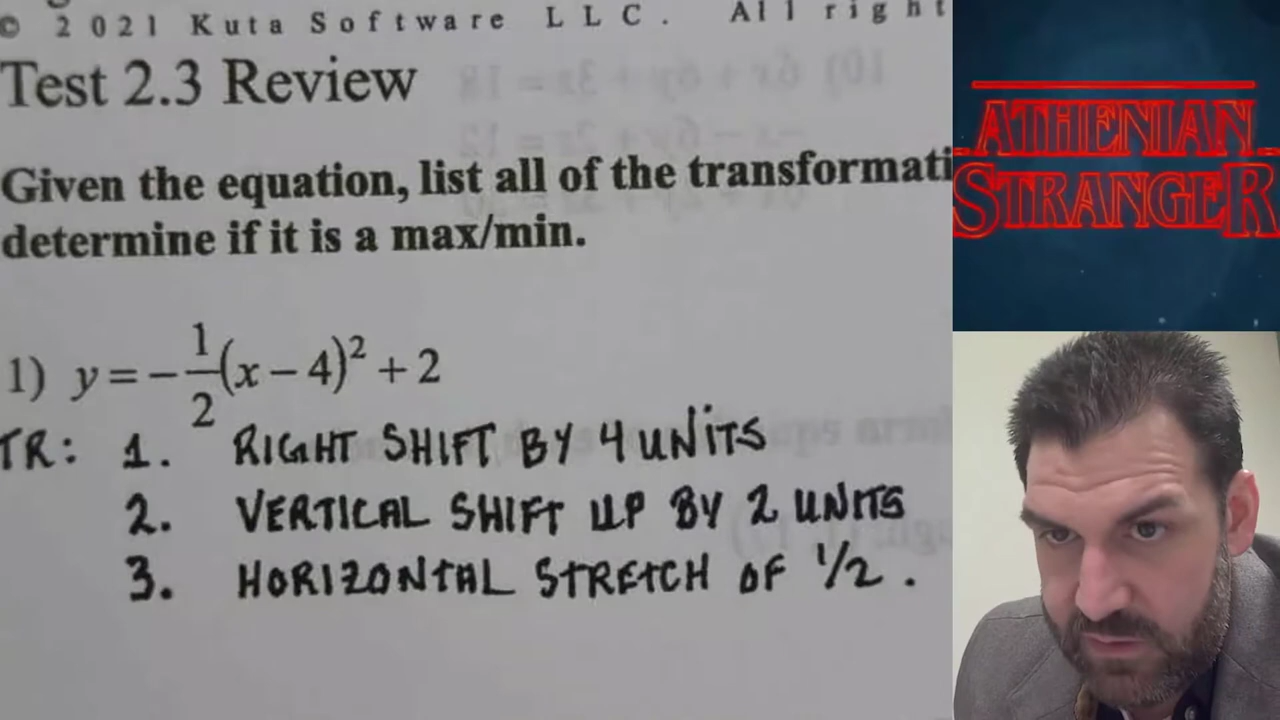 © 2021 Kuta Software LLC. All right
Test 2.3 Review
Given the equation, list all of the transformati
determine if it is a max/min.
1) y = -1/2(x - 4)² + 2
TR: 1. RIGHT SHIFT BY 4 UNITS
2. VERTICAL SHIFT UP BY 2 UNITS
3. HORIZONTAL STRETCH OF 1/2.
ATHENIAN
STRANGER